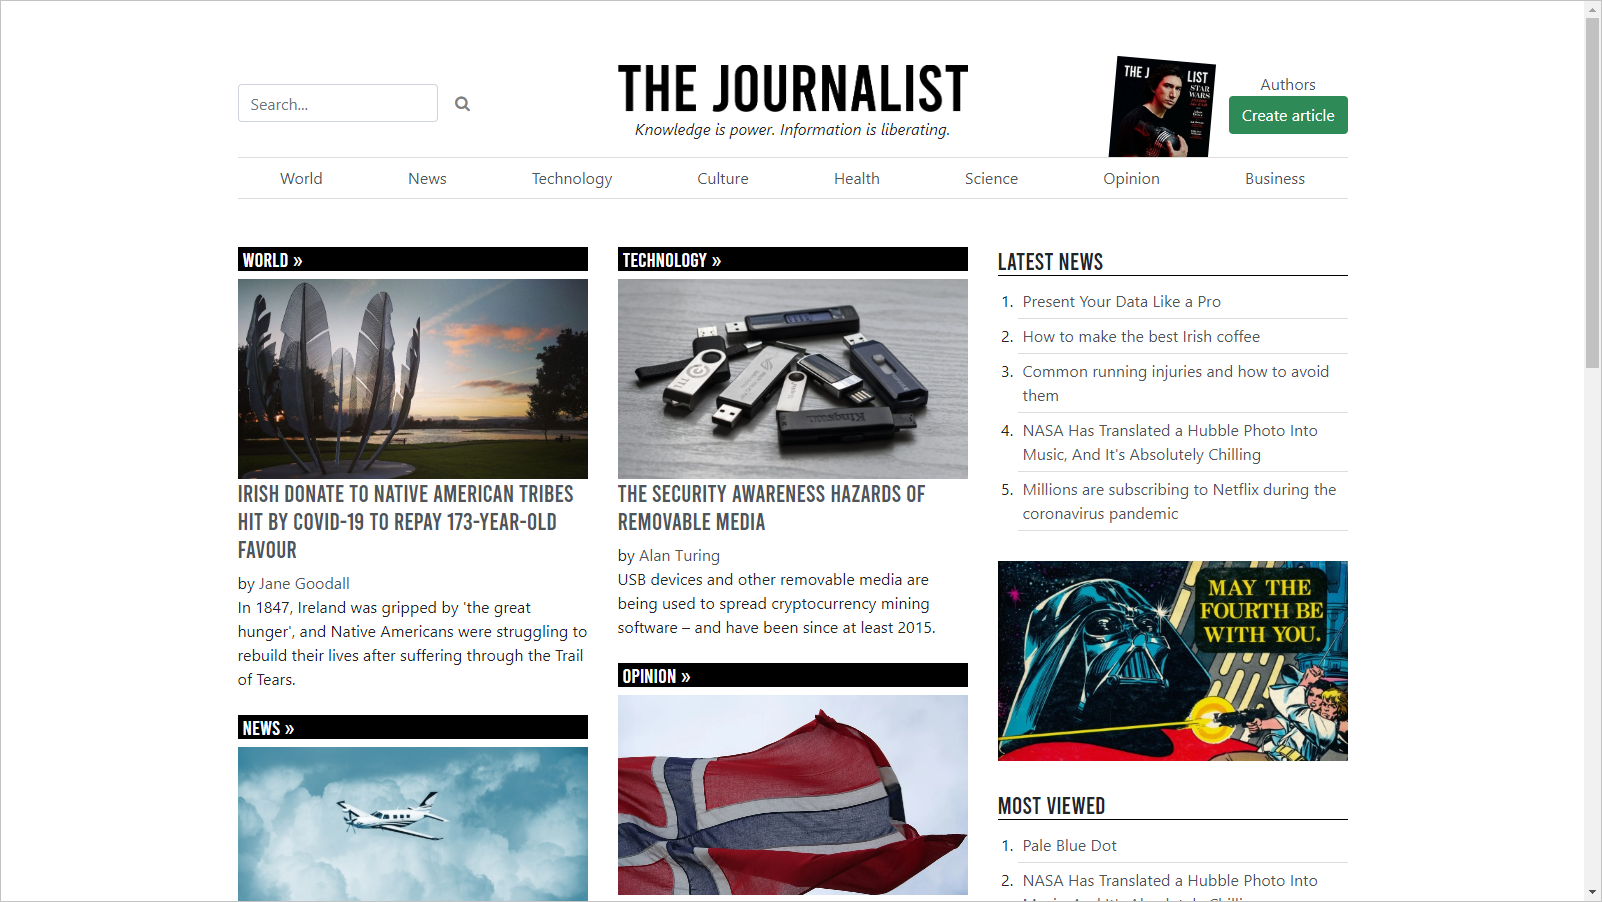 Search...
THE JOURNALIST
Knowledge is power. Information is liberating.
THE J LIST
STAR
WARS
Authors
Create article
World News Technology Culture Health Science Opinion Business
WORLD »
IRISH DONATE TO NATIVE AMERICAN TRIBES
HIT BY COVID-19 TO REPAY 173-YEAR-OLD
FAVOUR
by Jane Goodall
In 1847, Ireland was gripped by 'the great
hunger', and Native Americans were struggling to
rebuild their lives after suffering through the Trail
of Tears.
NEWS »
TECHNOLOGY »
Kingston
THE SECURITY AWARENESS HAZARDS OF
REMOVABLE MEDIA
by Alan Turing
USB devices and other removable media are
being used to spread cryptocurrency mining
software – and have been since at least 2015.
OPINION »
LATEST NEWS
1. Present Your Data Like a Pro
2. How to make the best Irish coffee
3. Common running injuries and how to avoid
them
4. NASA Has Translated a Hubble Photo Into
Music, And It's Absolutely Chilling
5. Millions are subscribing to Netflix during the
coronavirus pandemic
MAY THE
FOURTH BE
WITH YOU.
MOST VIEWED
1. Pale Blue Dot
2. NASA Has Translated a Hubble Photo Into